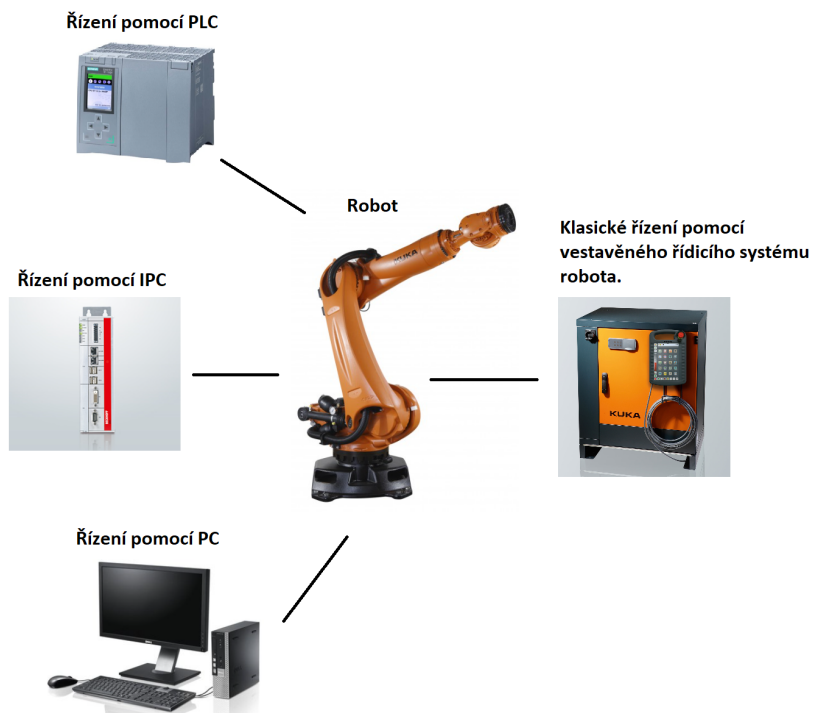 Řízení pomocí PLC
Robot
KUKA
Klasické řízení pomocí
vestavěného řídicího systému
robota.
Řízení pomocí IPC
KUKA
Řízení pomocí PC